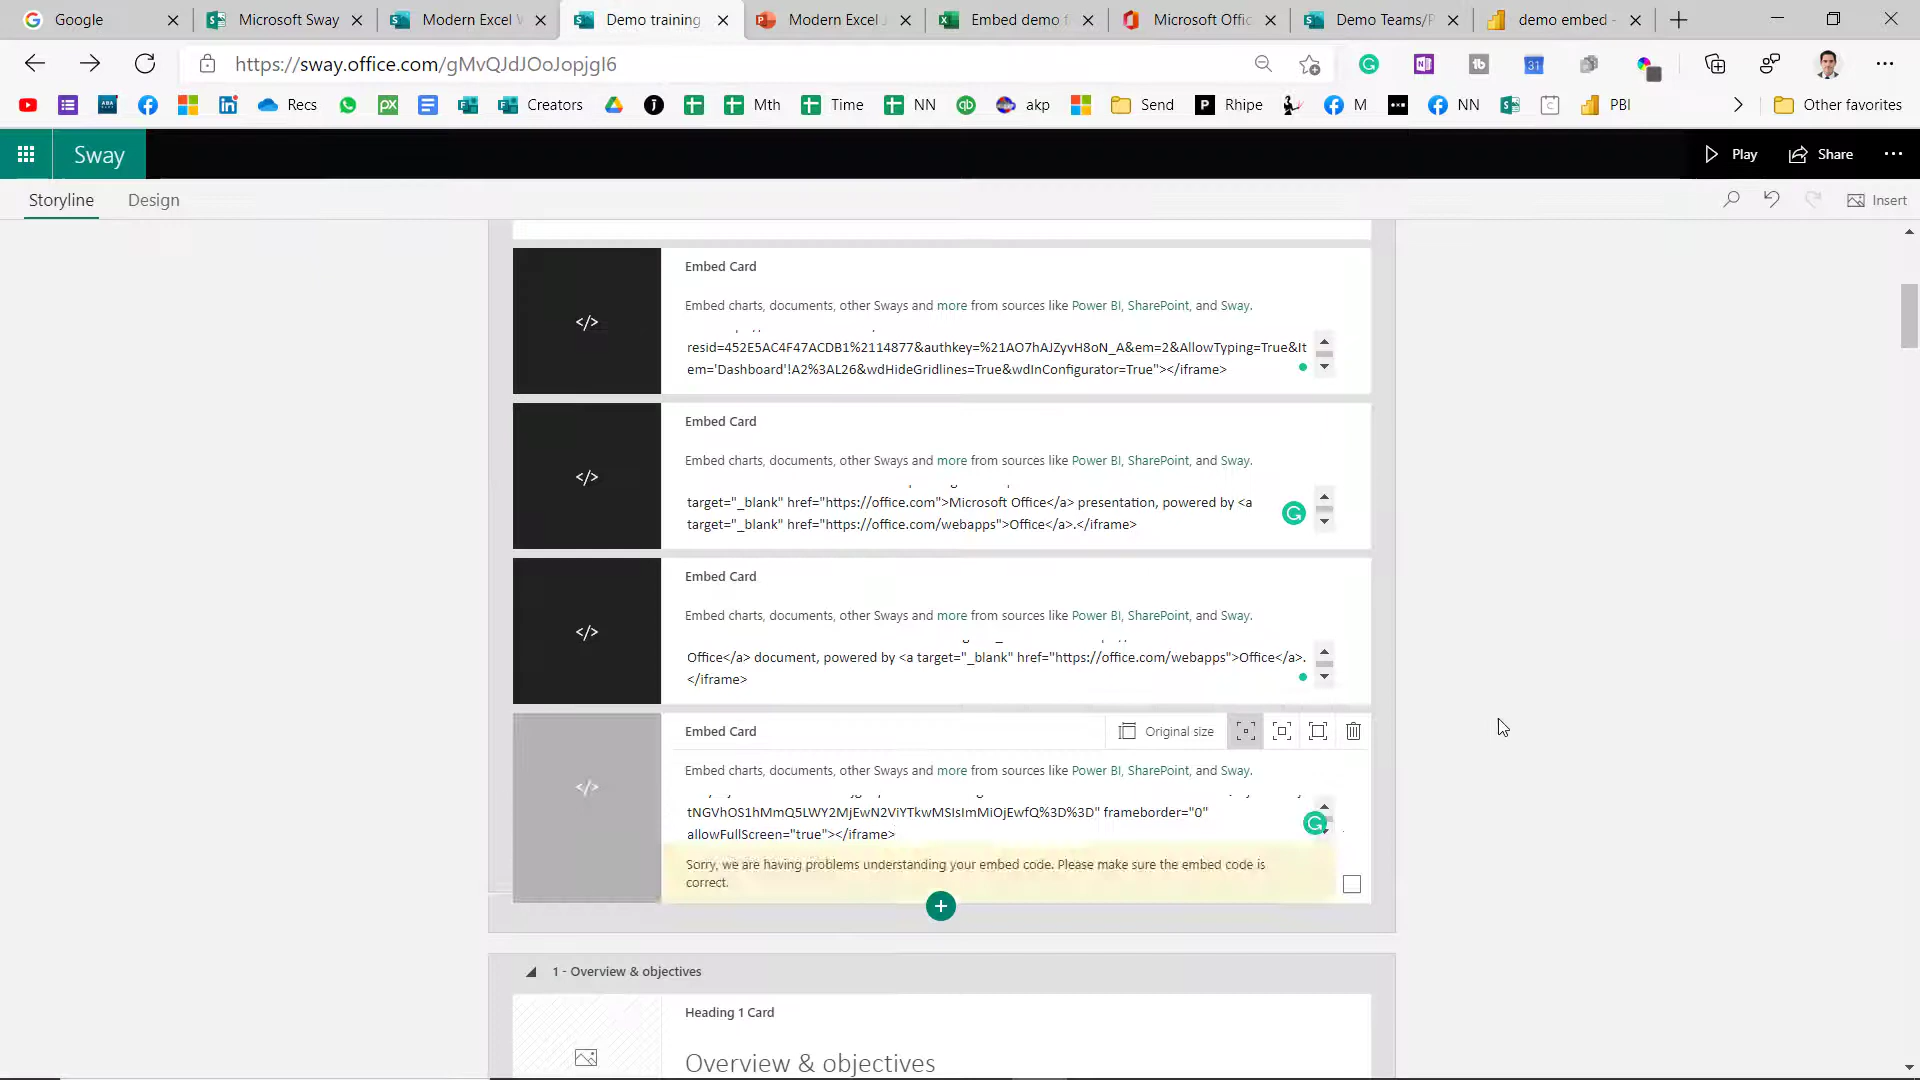 Google
Microsoft Sway
Modern Excel
Demo training
Modern Excel
Embed demo
Microsoft Offic
Demo Teams/P
demo embed -
https://sway.office.com/gMvQJdJOoJopjgl6
Recs
Creators
Mth
Time
NN
akp
Send
Rhipe
M
NN
PBI
Other favorites
Sway
Play
Share
Storyline
Design
Insert
Embed Card
Embed charts, documents, other Sways and more from sources like Power BI, SharePoint, and Sway.
resid=452E5AC4F47ACDB1%2114877&authkey=%21AO7hAJZyvH8oN_A&em=2&AllowTyping=True&It
em='Dashboard'!A2%3AL26&wdHideGridlines=True&wdInConfigurator=True"></iframe>
Embed Card
Embed charts, documents, other Sways and more from sources like Power BI, SharePoint, and Sway.
target="_blank" href="https://office.com">Microsoft Office</a> presentation, powered by <a
target="_blank" href="https://office.com/webapps">Office</a>.</iframe>
Embed Card
Embed charts, documents, other Sways and more from sources like Power BI, SharePoint, and Sway.
Office</a> document, powered by <a target="_blank" href="https://office.com/webapps">Office</a>.
</iframe>
Embed Card
Original size
Embed charts, documents, other Sways and more from sources like Power BI, SharePoint, and Sway.
tNGVhOS1hMmQ5LWY2MjEwN2ViYTkwMSIsImMiOjEwfQ%3D%3D" frameborder="0"
allowFullScreen="true"></iframe>
Sorry, we are having problems understanding your embed code. Please make sure the embed code is
correct.
1 - Overview & objectives
Heading 1 Card
Overview & objectives